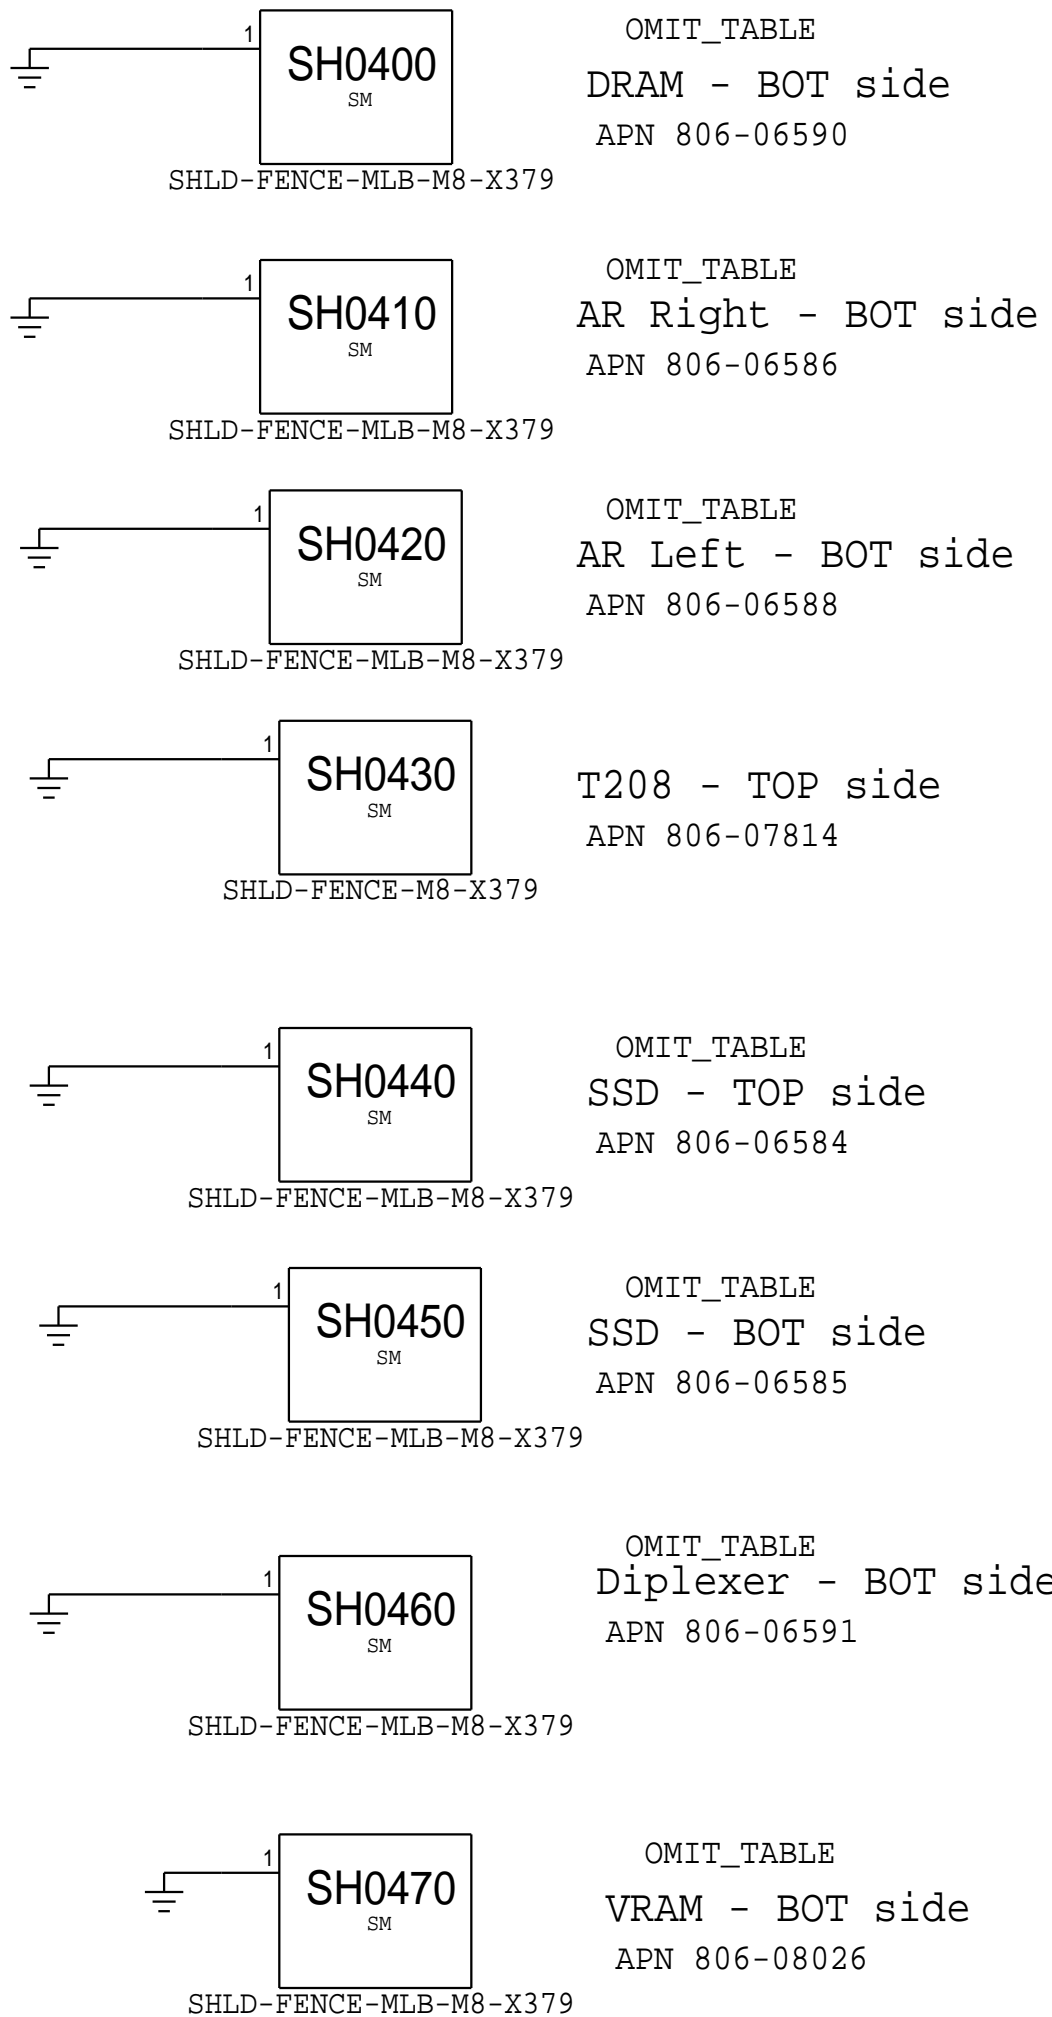 1
SH0400
SM
SHLD-FENCE-MLB-M8-X379
OMIT_TABLE
DRAM - BOT side
APN 806-06590
1
SH0410
SM
SHLD-FENCE-MLB-M8-X379
OMIT_TABLE
AR Right - BOT side
APN 806-06586
1
SH0420
SM
SHLD-FENCE-MLB-M8-X379
OMIT_TABLE
AR Left - BOT side
APN 806-06588
1
SH0430
SM
SHLD-FENCE-M8-X379
T208 - TOP side
APN 806-07814
1
SH0440
SM
SHLD-FENCE-MLB-M8-X379
OMIT_TABLE
SSD - TOP side
APN 806-06584
1
SH0450
SM
SHLD-FENCE-MLB-M8-X379
OMIT_TABLE
SSD - BOT side
APN 806-06585
1
SH0460
SM
SHLD-FENCE-MLB-M8-X379
OMIT_TABLE
Diplexer - BOT side
APN 806-06591
1
SH0470
SM
SHLD-FENCE-MLB-M8-X379
OMIT_TABLE
VRAM - BOT side
APN 806-08026